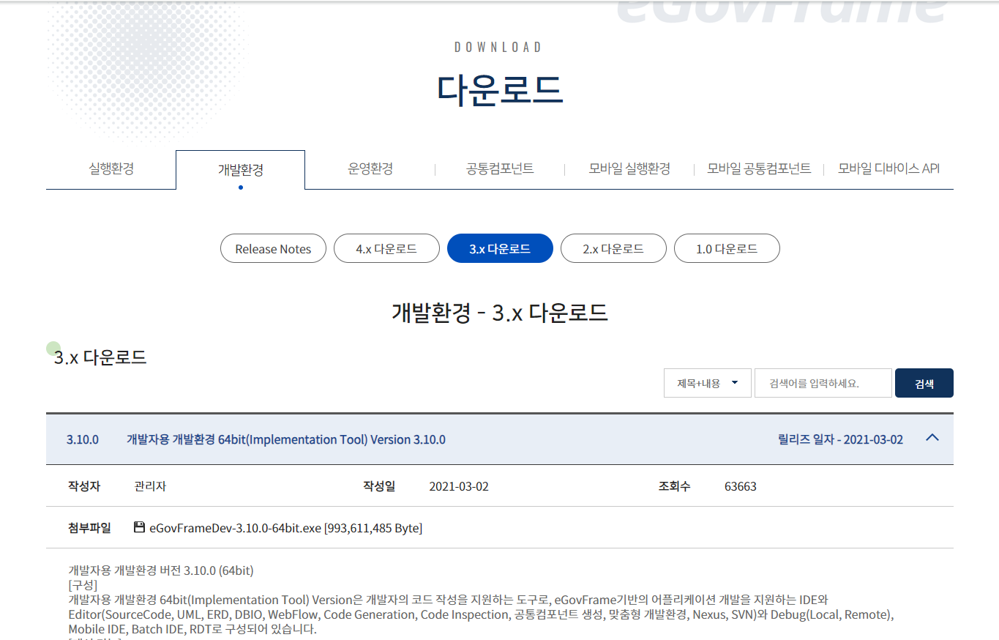 eGovFrame
DOWNLOAD
다운로드
실행환경
개발환경
운영환경
공통컴포넌트
모바일 실행환경
모바일 공통컴포넌트
모바일 디바이스 API
Release Notes
4.x 다운로드
3.x 다운로드
2.x 다운로드
1.0 다운로드
개발환경 - 3.x 다운로드
3.x 다운로드
제목+내용
검색어를 입력하세요.
검색
3.10.0 개발자용 개발환경 64bit(Implementation Tool) Version 3.10.0 릴리즈 일자 - 2021-03-02
작성자 관리자 작성일 2021-03-02 조회수 63663
첨부파일 eGovFrameDev-3.10.0-64bit.exe [993,611,485 Byte]
개발자용 개발환경 버전 3.10.0 (64bit)
[구성]
개발자용 개발환경 64bit(Implementation Tool) Version은 개발자의 코드 작성을 지원하는 도구로, eGovFrame기반의 어플리케이션 개발을 지원하는 IDE와
Editor(SourceCode, UML, ERD, DBIO, WebFlow, Code Generation, Code Inspection, 공통컴포넌트 생성, 맞춤형 개발환경, Nexus, SVN)와 Debug(Local, Remote),
Mobile IDE, Batch IDE, RDT로 구성되어 있습니다.